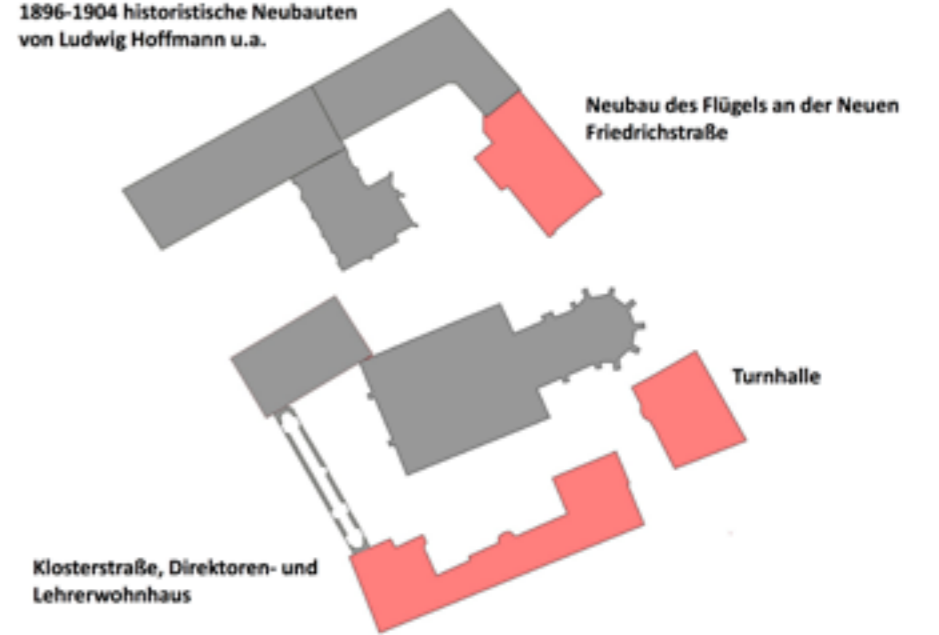 1896-1904 historistische Neubauten
von Ludwig Hoffmann u.a.
Neubau des Flügels an der Neuen
Friedrichstraße
Turnhalle
Klosterstraße, Direktoren- und
Lehrerwohnhaus